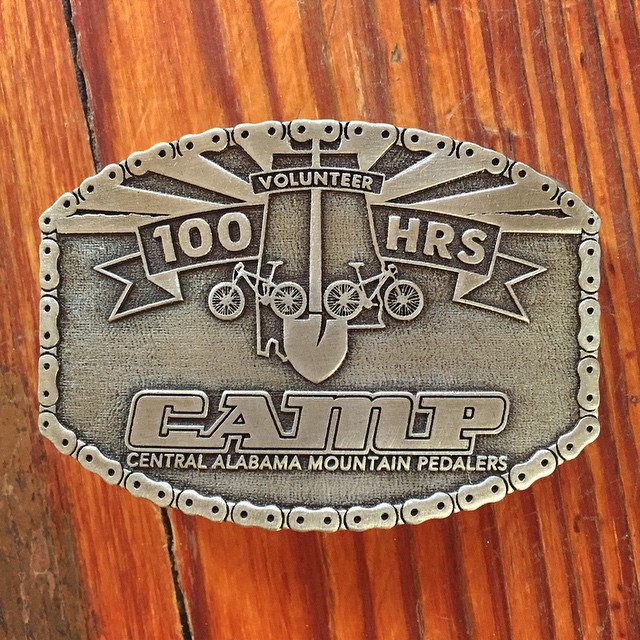 VOLUNTEER
100 HRS
CAMP
CENTRAL ALABAMA MOUNTAIN PEDALERS